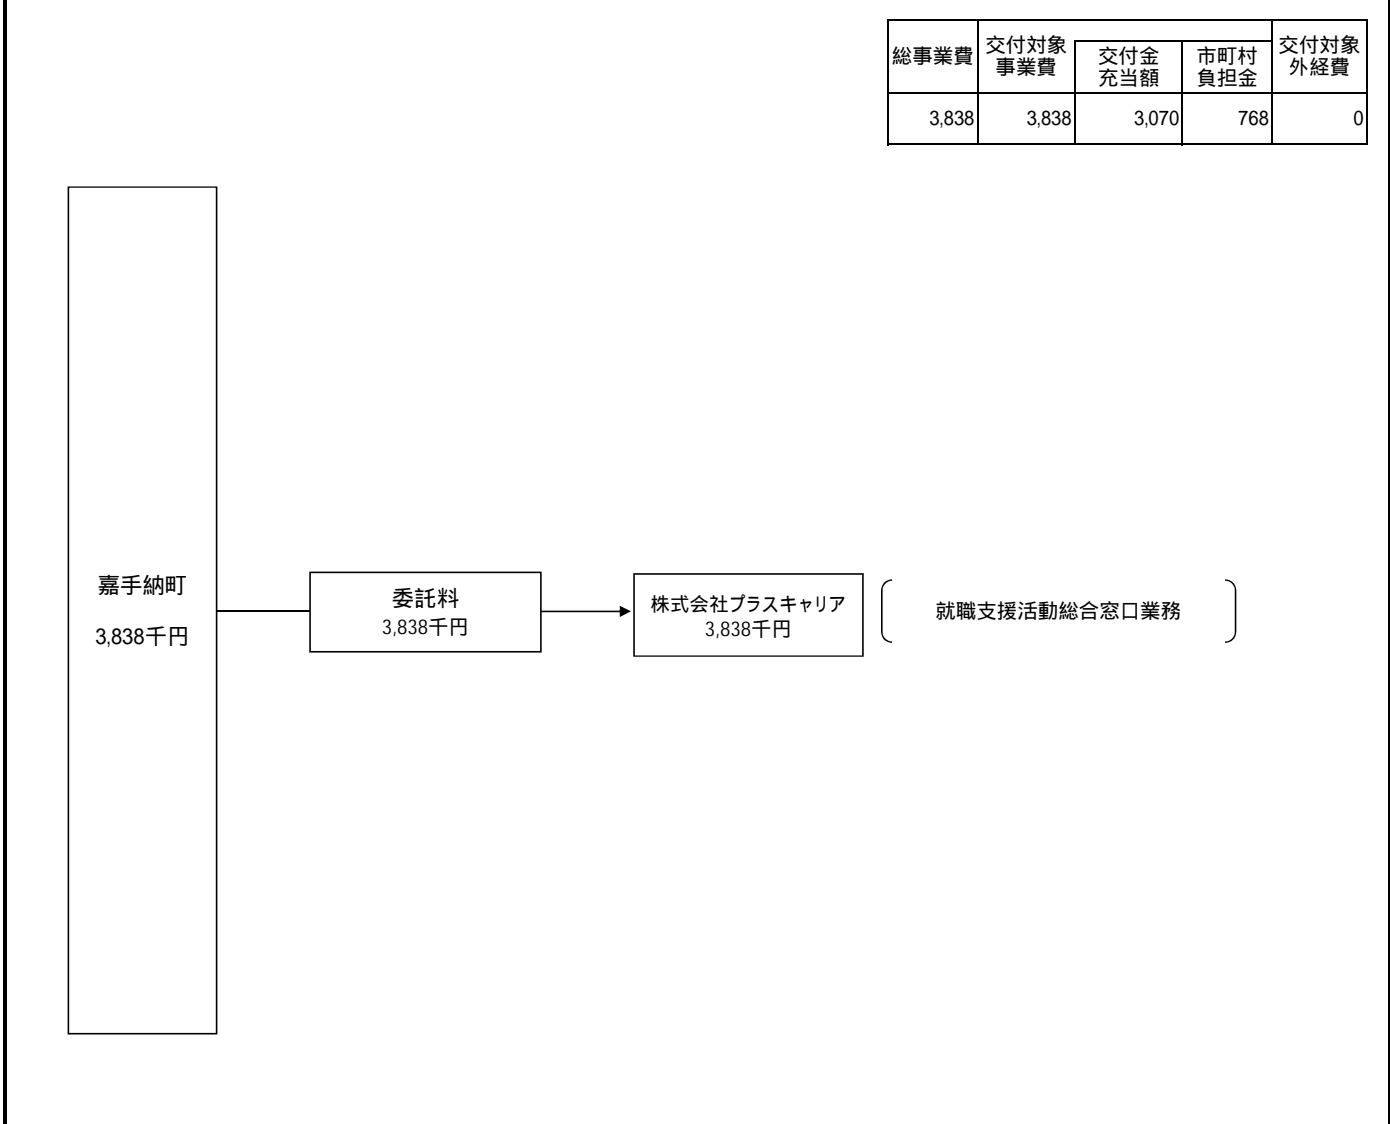 総事業費
交付対象
事業費
交付金
充当額
市町村
負担金
交付対象
外経費
3,838
3,838
3,070
768
0
嘉手納町
3,838千円
委託料
3,838千円
株式会社プラスキャリア
3,838千円
就職支援活動総合窓口業務